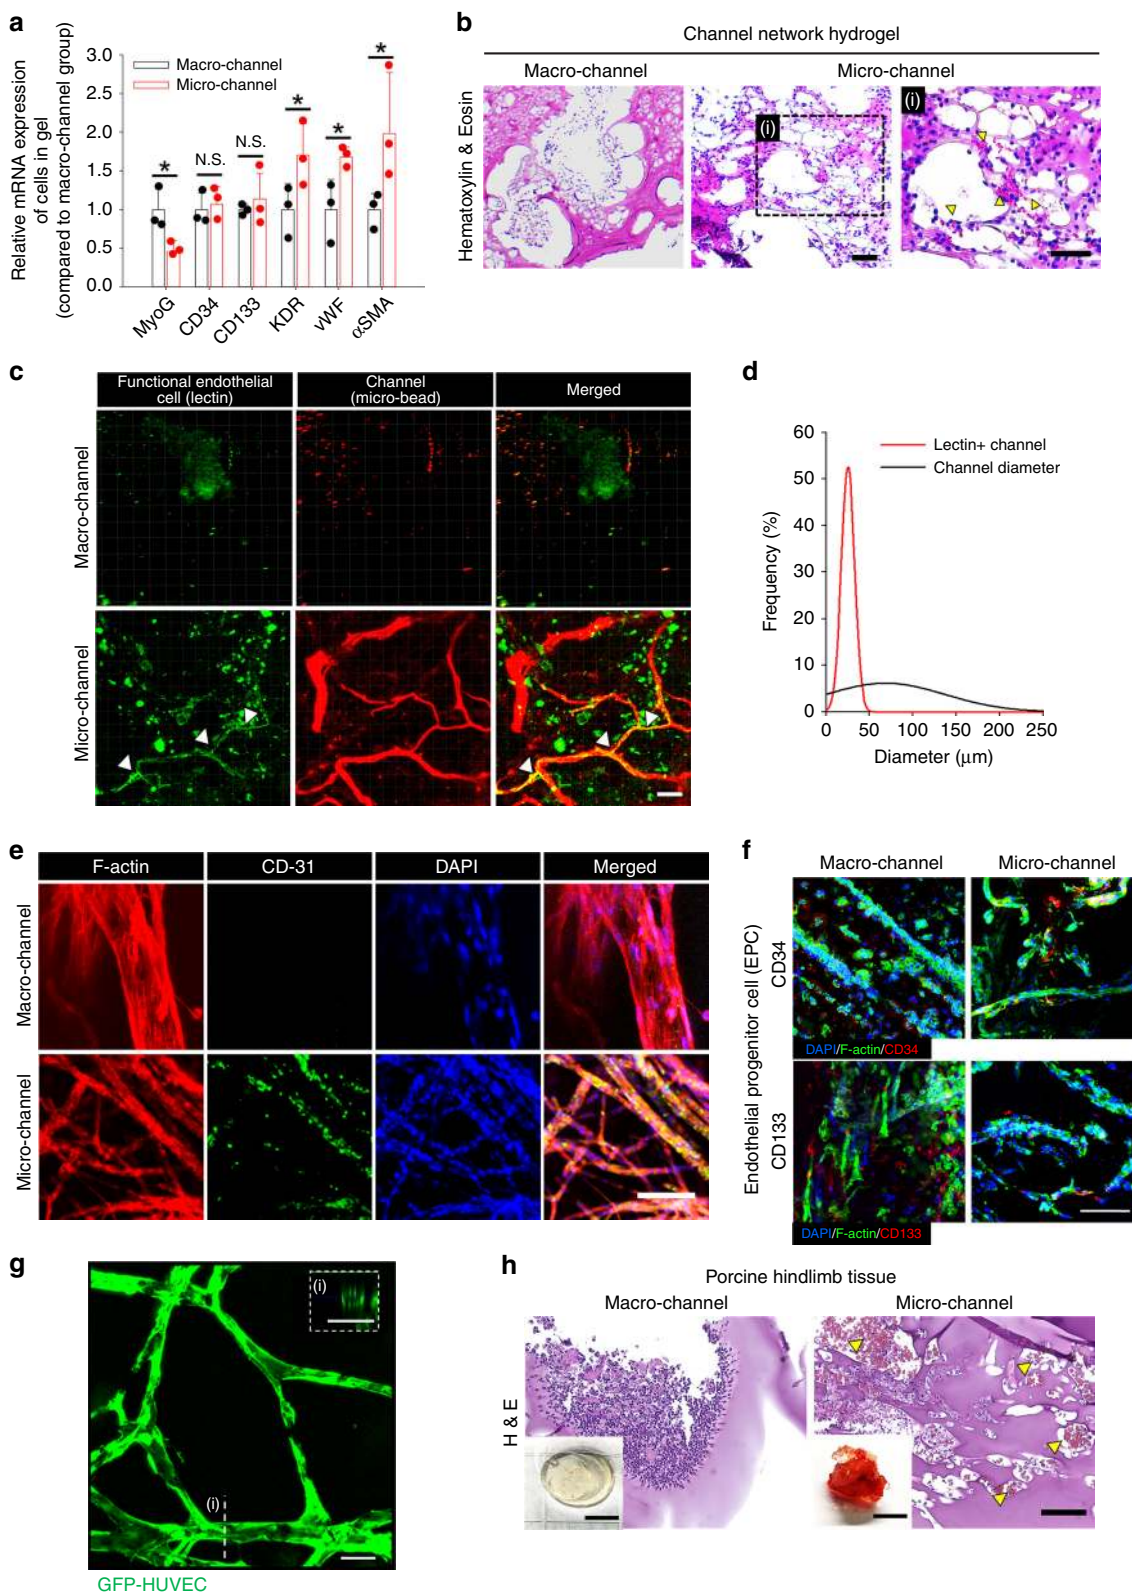 a
Relative mRNA expression
of cells in gel
(compared to macro-channel group)
3.0
2.5
2.0
1.5
1.0
0.5
0.0
Macro-channel
Micro-channel
*
N.S.
N.S.
*
*
*
MyoG
CD34
CD133
KDR
vWF
αSMA
b
Channel network hydrogel
Macro-channel
Micro-channel
Hematoxylin & Eosin
(i)
(i)
c
Functional endothelial
cell (lectin)
Channel
(micro-bead)
Merged
Macro-channel
Micro-channel
d
Frequency (%)
60
50
40
30
20
10
0
Lectin+ channel
Channel diameter
0
50
100
150
200
250
Diameter (μm)
e
F-actin
CD-31
DAPI
Merged
Macro-channel
Micro-channel
f
Macro-channel
Micro-channel
Endothelial progenitor cell (EPC)
CD34
CD133
DAPI/F-actin/CD34
DAPI/F-actin/CD133
g
(i)
(i)
GFP-HUVEC
h
Porcine hindlimb tissue
Macro-channel
Micro-channel
H & E